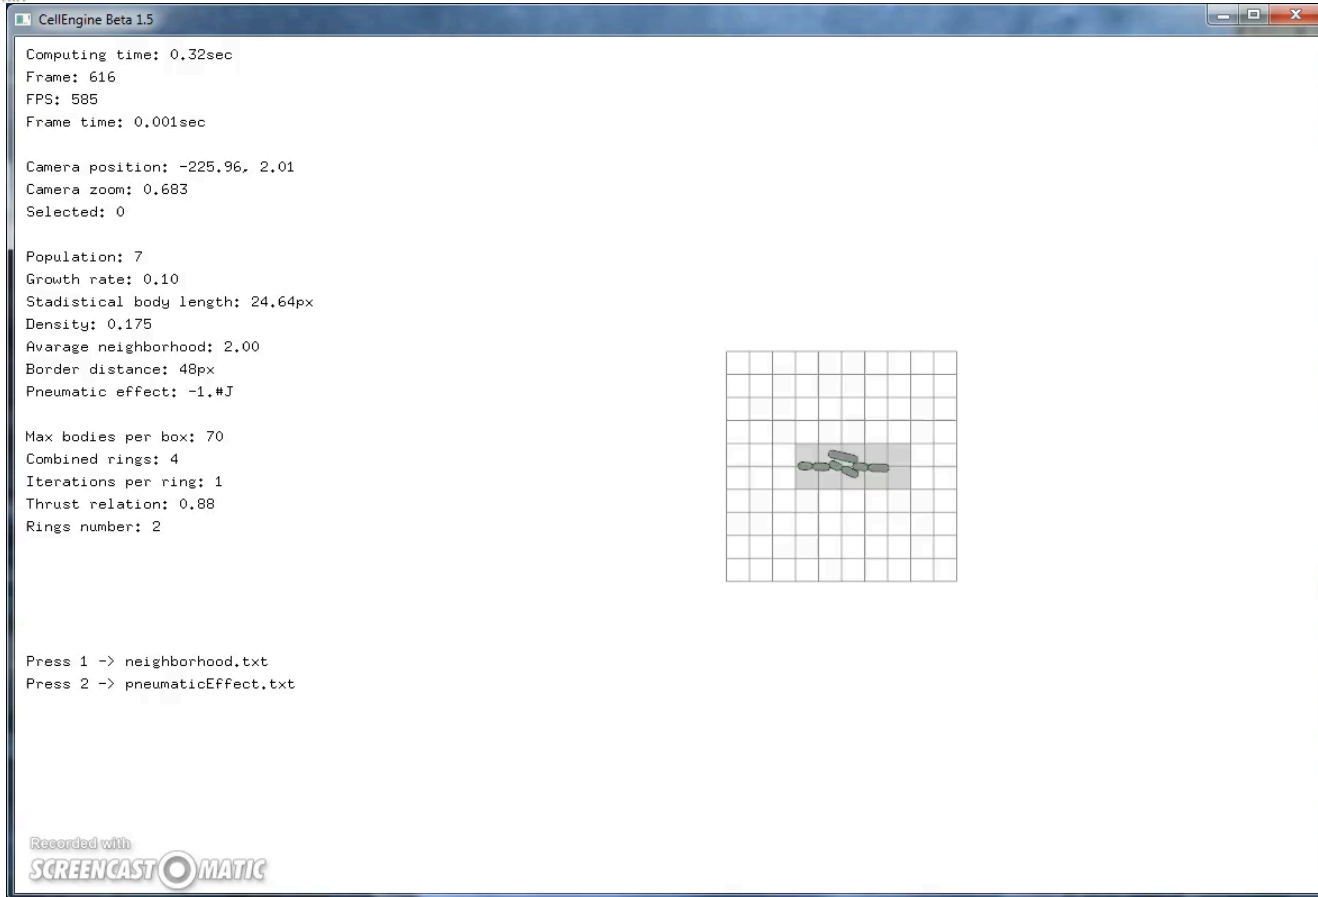 CellEngine Beta 1.5
Computing time: 0.32sec
Frame: 616
FPS: 585
Frame time: 0.001sec
Camera position: -225.96, 2.01
Camera zoom: 0.683
Selected: 0
Population: 7
Growth rate: 0.10
Stadistical body length: 24.64px
Density: 0.175
Avarage neighborhood: 2.00
Border distance: 48px
Pneumatic effect: -1.#J
Max bodies per box: 70
Combined rings: 4
Iterations per ring: 1
Thrust relation: 0.88
Rings number: 2
Press 1 -> neighborhood.txt
Press 2 -> pneumaticEffect.txt
Recorded with
SCREENCAST O MATIC